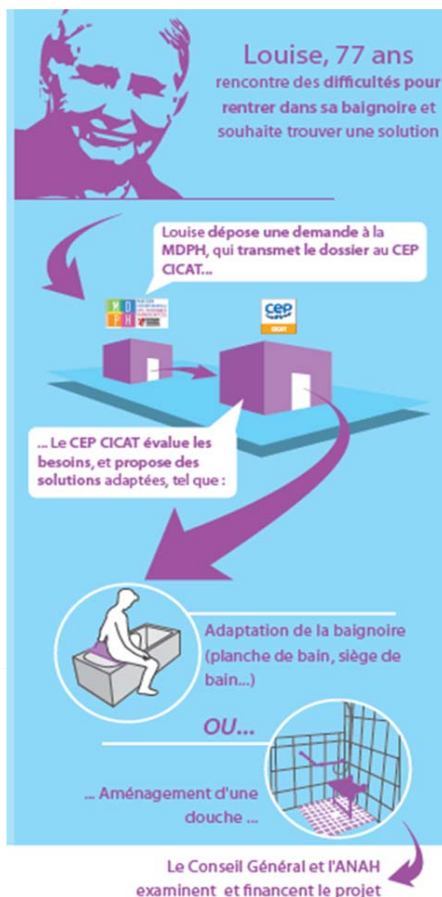 Louise, 77 ans
rencontre des difficultés pour
rentrer dans sa baignoire et
souhaite trouver une solution
Louise dépose une demande à la
MDPH, qui transmet le dossier au CEP
CICAT...
MD
PH
cep
CICAT
... Le CEP CICAT évalue les
besoins, et propose des
solutions adaptées, tel que :
Adaptation de la baignoire
(planche de bain, siège de
bain...)
OU...
... Aménagement d'une
douche ...
Le Conseil Général et l'ANAH
examinent et financent le projet